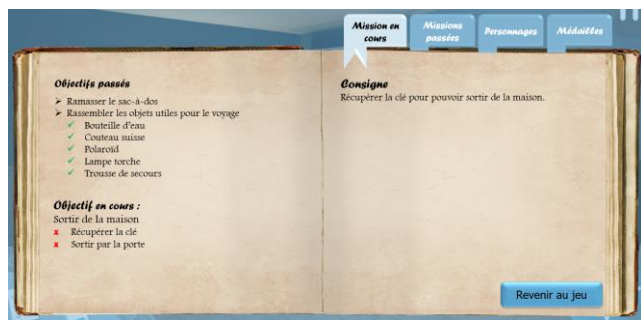 Mission en
cours
Missions
passées
Personnages
Médailles
Objectifs passés
➤ Ramasser le sac-à-dos
➤ Rassembler les objets utiles pour le voyage
✓ Bouteille d'eau
✓ Couteau suisse
✓ Polaroïd
✓ Lampe torche
✓ Trousse de secours
Objectif en cours :
Sortir de la maison
x Récupérer la clé
x Sortir par la porte
Consigne
Récupérer la clé pour pouvoir sortir de la maison.
Revenir au jeu